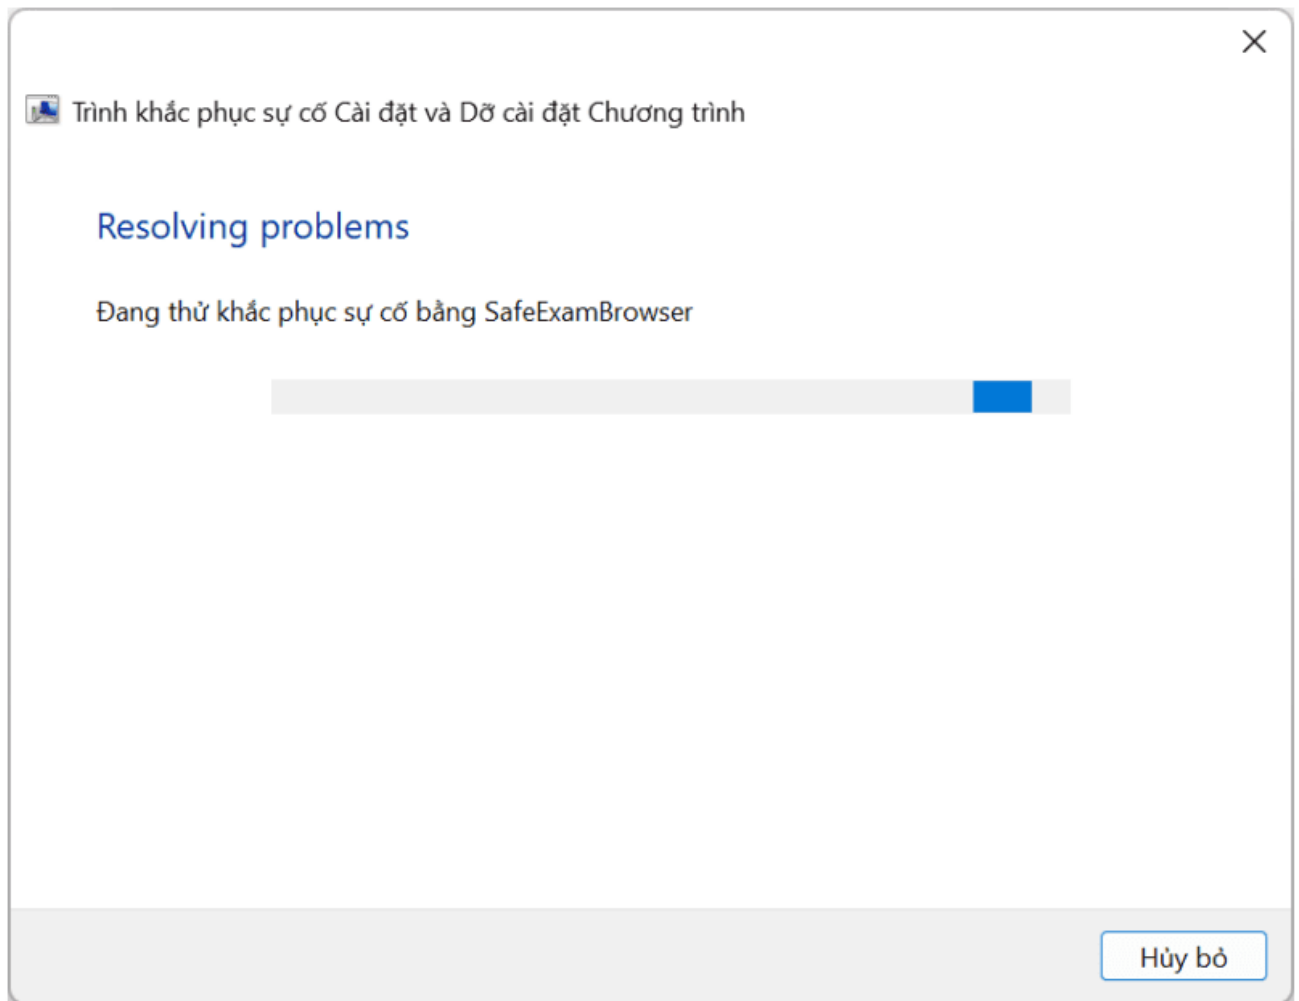 Trình khắc phục sự cố Cài đặt và Dỡ cài đặt Chương trình
Resolving problems
Đang thử khắc phục sự cố bằng SafeExamBrowser
Hủy bỏ